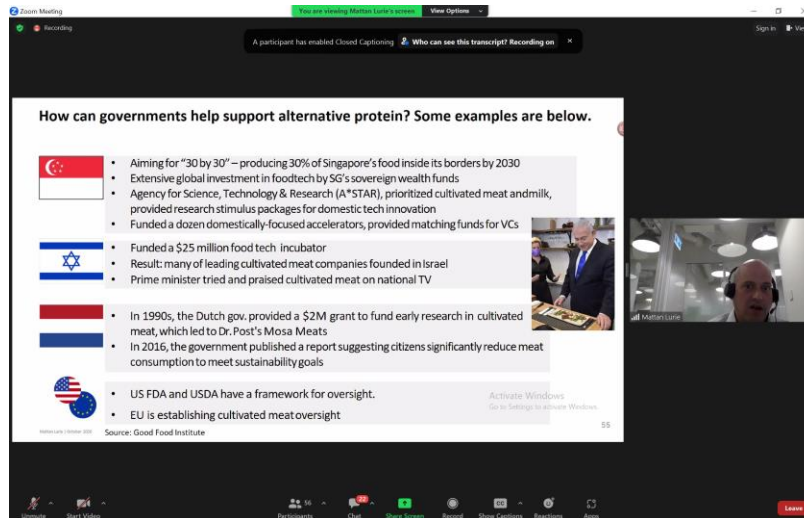 Zoom Meeting
You are viewing Mattan Lurie's screen View Options
Recording
Sign in
A participant has enabled Closed Captioning Who can see this transcript? Recording on
How can governments help support alternative protein? Some examples are below.
• Aiming for “30 by 30” – producing 30% of Singapore’s food inside its borders by 2030
• Extensive global investment in foodtech by SG’s sovereign wealth funds
• Agency for Science, Technology & Research (A*STAR), prioritized cultivated meat andmilk,
provided research stimulus packages for domestic tech innovation
• Funded a dozen domestically-focused accelerators, provided matching funds for VCs
• Funded a $25 million food tech incubator
• Result: many of leading cultivated meat companies founded in Israel
• Prime minister tried and praised cultivated meat on national TV
Mattan Lurie
• In 1990s, the Dutch gov. provided a $2M grant to fund early research in cultivated
meat, which led to Dr. Post's Mosa Meats
• In 2016, the government published a report suggesting citizens significantly reduce meat
consumption to meet sustainability goals
• US FDA and USDA have a framework for oversight.
• EU is establishing cultivated meat oversight
Activate Windows
Go to Settings to activate Windows.
Source: Good Food Institute
55
56
22
CC
Unmute
Start Video
Participants
Chat
Share Screen
Record
Show Captions
Reactions
Apps
Leave